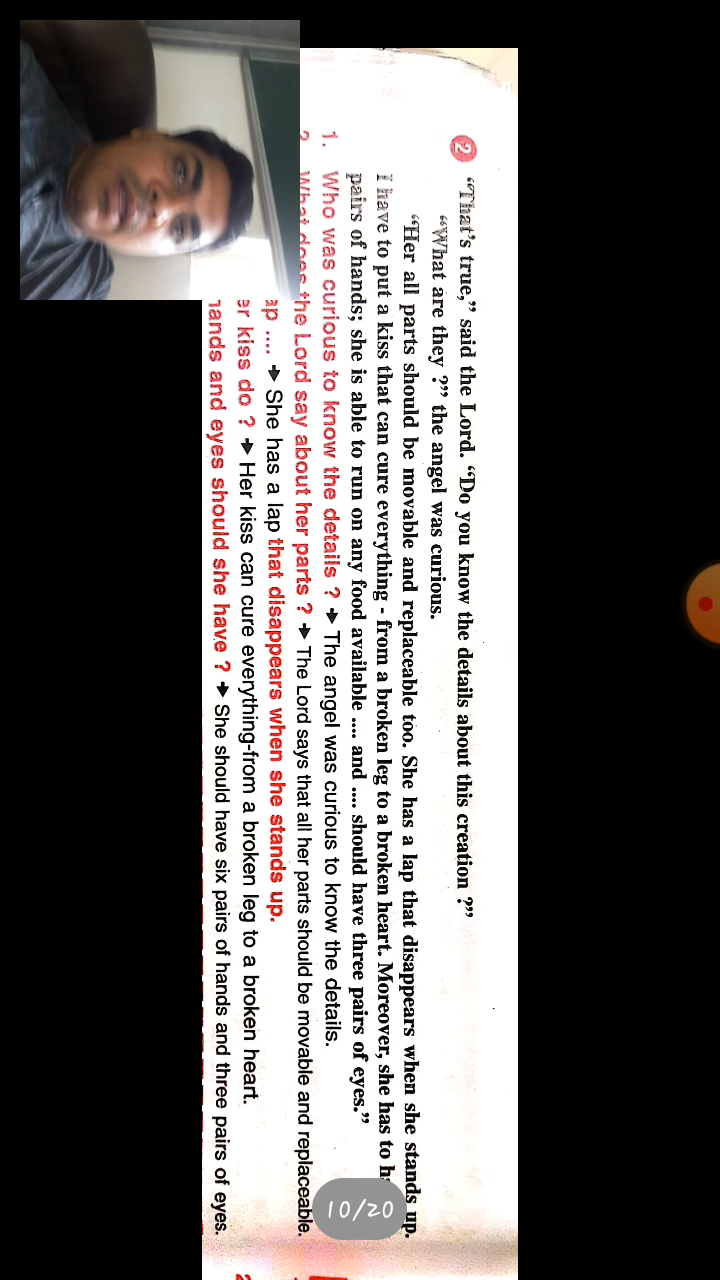 2 “That’s true,” said the Lord. “Do you know the details about this creation ?”
“What are they ?” the angel was curious.
“Her all parts should be movable and replaceable too. She has a lap that disappears when she stands up.
I have to put a kiss that can cure everything - from a broken leg to a broken heart. Moreover, she has to
pairs of hands; she is able to run on any food available .... and .... should have three pairs of eyes.”
1. Who was curious to know the details ? ➜ The angel was curious to know the details.
2. What does the Lord say about her parts ? ➜ The Lord says that all her parts should be movable and replaceable.
ap .... ➜ She has a lap that disappears when she stands up.
er kiss do ? ➜ Her kiss can cure everything-from a broken leg to a broken heart.
hands and eyes should she have ? ➜ She should have six pairs of hands and three pairs of eyes.
10/20